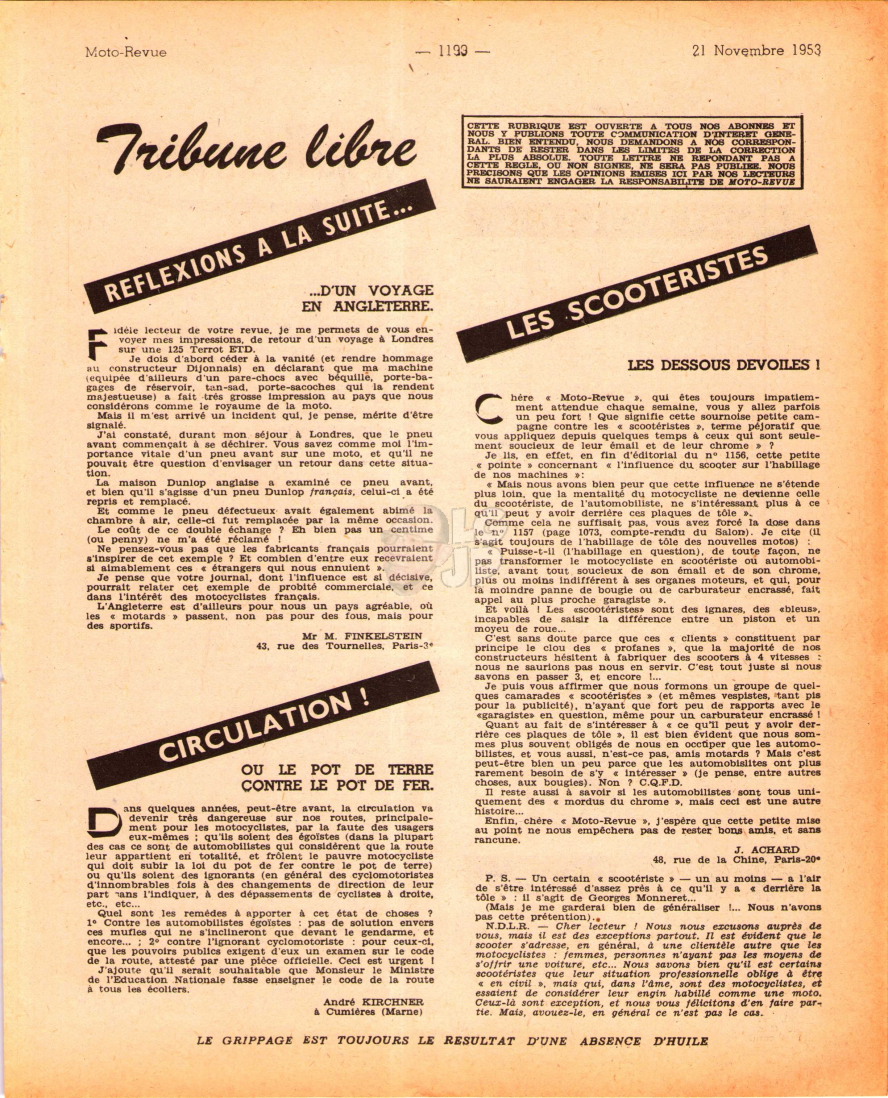 Moto-Revue
— 1199 —
21 Novembre 1953
Tribune libre
CETTE RUBRIQUE EST OUVERTE A TOUS NOS ABONNES ET
NOUS Y PUBLIONS TOUTE COMMUNICATION D'INTERET GENE-
RAL. BIEN ENTENDU, NOUS DEMANDONS A NOS CORRESPON-
DANTS DE RESTER DANS LES LIMITES DE LA CORRECTION
LA PLUS ABSOLUE. TOUTE LETTRE NE REPONDANT PAS A
CETTE REGLE, OU NON SIGNEE, NE SERA PAS PUBLIEE. NOUS
PRECISONS QUE LES OPINIONS EMISES ICI PAR NOS LECTEURS
NE SAURAIENT ENGAGER LA RESPONSABILITE DE MOTO-REVUE
REFLEXIONS A LA SUITE...
...D'UN VOYAGE
EN ANGLETERRE.
Fidèle lecteur de votre revue, je me permets de vous en-
voyer mes impressions, de retour d'un voyage à Londres
sur une 125 Terrot ETD.
Je dois d'abord céder à la vanité (et rendre hommage
au constructeur Dijonnais) en déclarant que ma machine
(équipée d'ailleurs d'un pare-chocs avec béquille, porte-ba-
gages de réservoir, tan-sad, porte-sacoches qui la rendent
majestueuse) a fait très grosse impression au pays que nous
considérons comme le royaume de la moto.
Mais il m'est arrivé un incident qui, je pense, mérite d'être
signalé.
J'ai constaté, durant mon séjour à Londres, que le pneu
avant commençait à se déchirer. Vous savez comme moi l'im-
portance vitale d'un pneu avant sur une moto, et qu'il ne
pouvait être question d'envisager un retour dans cette situa-
tion.
La maison Dunlop anglaise a examiné ce pneu avant,
et bien qu'il s'agisse d'un pneu Dunlop français, celui-ci a été
repris et remplacé.
Et comme le pneu défectueux avait également abîmé la
chambre à air, celle-ci fut remplacée par la même occasion.
Le coût de ce double échange ? Eh bien pas un centime
(ou penny) ne m'a été réclamé !
Ne pensez-vous pas que les fabricants français pourraient
s'inspirer de cet exemple ? Et combien d'entre eux recevraient
si aimablement ces « étrangers qui nous ennuient ».
Je pense que votre journal, dont l'influence est si décisive,
pourrait relater cet exemple de probité commerciale, et ce
dans l'intérêt des motocyclistes français.
L'Angleterre est d'ailleurs pour nous un pays agréable, où
les « motards » passent, non pas pour des fous, mais pour
des sportifs.
Mr M. FINKELSTEIN
43, rue des Tournelles, Paris-3e
CIRCULATION !
OU LE POT DE TERRE
CONTRE LE POT DE FER.
Dans quelques années, peut-être avant, la circulation va
devenir très dangereuse sur nos routes, principale-
ment pour les motocyclistes, par la faute des usagers
eux-mêmes ; qu'ils soient des égoïstes (dans la plupart
des cas ce sont de automobilistes qui considèrent que la route
leur appartient en totalité, et frôlent le pauvre motocycliste
qui doit subir la loi du pot de fer contre le pot de terre)
ou qu'ils soient des ignorants (en général des cyclomotoristes
d'innombrables fois à des changements de direction de leur
part sans l'indiquer, à des dépassements de cyclistes à droite,
etc., etc...
Quel sont les remèdes à apporter à cet état de choses ?
1° Contre les automobilistes égoïstes : pas de solution envers
ces mufles qui ne s'inclineront que devant le gendarme, et
encore... ; 2° contre l'ignorant cyclomotoriste : pour ceux-ci,
que les pouvoirs publics exigent d'eux un examen sur le code
de la route, attesté par une pièce officielle. Ceci est urgent !
J'ajoute qu'il serait souhaitable que Monsieur le Ministre
de l'Education Nationale fasse enseigner le code de la route
à tous les écoliers.
André KIRCHNER
à Cumières (Marne)
LES SCOOTERISTES
LES DESSOUS DEVOILES !
Chère « Moto-Revue », qui êtes toujours impatiem-
ment attendue chaque semaine, vous y allez parfois
un peu fort ! Que signifie cette sournoise petite cam-
pagne contre les « scootéristes », terme péjoratif que
vous appliquez depuis quelques temps à ceux qui sont seule-
ment soucieux de leur émail et de leur chrome » ?
Je lis, en effet, en fin d'éditorial du n° 1156, cette petite
« pointe » concernant « l'influence du scooter sur l'habillage
de nos machines »:
« Mais nous avons bien peur que cette influence ne s'étende
plus loin, que la mentalité du motocycliste ne devienne celle
du scootériste, de l'automobiliste, ne s'intéressant plus à ce
qu'il peut y avoir derrière ces plaques de tôle ».
Comme cela ne suffisait pas, vous avez forcé la dose dans
le n° 1157 (page 1073, compte-rendu du Salon). Je cite (il
s'agit toujours de l'habillage de tôle des nouvelles motos) :
« Puisse-t-il (l'habillage en question), de toute façon, ne
pas transformer le motocycliste en scootériste ou automobi-
liste, avant tout soucieux de son émail et de son chrome,
plus ou moins indifférent à ses organes moteurs, et qui, pour
la moindre panne de bougie ou de carburateur encrassé, fait
appel au plus proche garagiste ».
Et voilà ! Les «scootéristes» sont des ignares, des «bleus»,
incapables de saisir la différence entre un piston et un
moyeu de roue...
C'est sans doute parce que ces « clients » constituent par
principe le clou des « profanes », que la majorité de nos
constructeurs hésitent à fabriquer des scooters à 4 vitesses :
nous ne saurions pas nous en servir. C'est tout juste si nous
savons en passer 3, et encore !...
Je puis vous affirmer que nous formons un groupe de quel-
ques camarades « scootéristes » (et mêmes vespistes, tant pis
pour la publicité), n'ayant que fort peu de rapports avec le
«garagiste» en question, même pour un carburateur encrassé !
Quant au fait de s'intéresser à « ce qu'il peut y avoir der-
rière ces plaques de tôle », il est bien évident que nous som-
mes plus souvent obligés de nous en occuper que les automo-
bilistes, et vous aussi, n'est-ce pas, amis motards ? Mais c'est
peut-être bien un peu parce que les automobislites ont plus
rarement besoin de s'y « intéresser » (je pense, entre autres
choses, aux bougies). Non ? C.Q.F.D.
Il reste aussi à savoir si les automobilistes sont tous uni-
quement des « mordus du chrome », mais ceci est une autre
histoire...
Enfin, chère « Moto-Revue », j'espère que cette petite mise
au point ne nous empêchera pas de rester bons amis, et sans
rancune.
J. ACHARD
48, rue de la Chine, Paris-20e
P. S. — Un certain « scootériste » — un au moins — a l'air
de s'être intéressé d'assez près à ce qu'il y a « derrière la
tôle » : il s'agit de Georges Monneret...
(Mais je me garderai bien de généraliser !... Nous n'avons
pas cette prétention).
N.D.L.R. — Cher lecteur ! Nous nous excusons auprès de
vous, mais il est des exceptions partout. Il est évident que le
scooter s'adresse, en général, à une clientèle autre que les
motocyclistes : femmes, personnes n'ayant pas les moyens de
s'offrir une voiture, etc... Nous savons bien qu'il est certains
scootéristes que leur situation professionnelle oblige à être
« en civil », mais qui, dans l'âme, sont des motocyclistes, et
essaient de considérer leur engin habillé comme une moto.
Ceux-là sont exception, et nous vous félicitons d'en faire par-
tie. Mais, avouez-le, en général ce n'est pas le cas.
LE GRIPPAGE EST TOUJOURS LE RESULTAT D'UNE ABSENCE D'HUILE